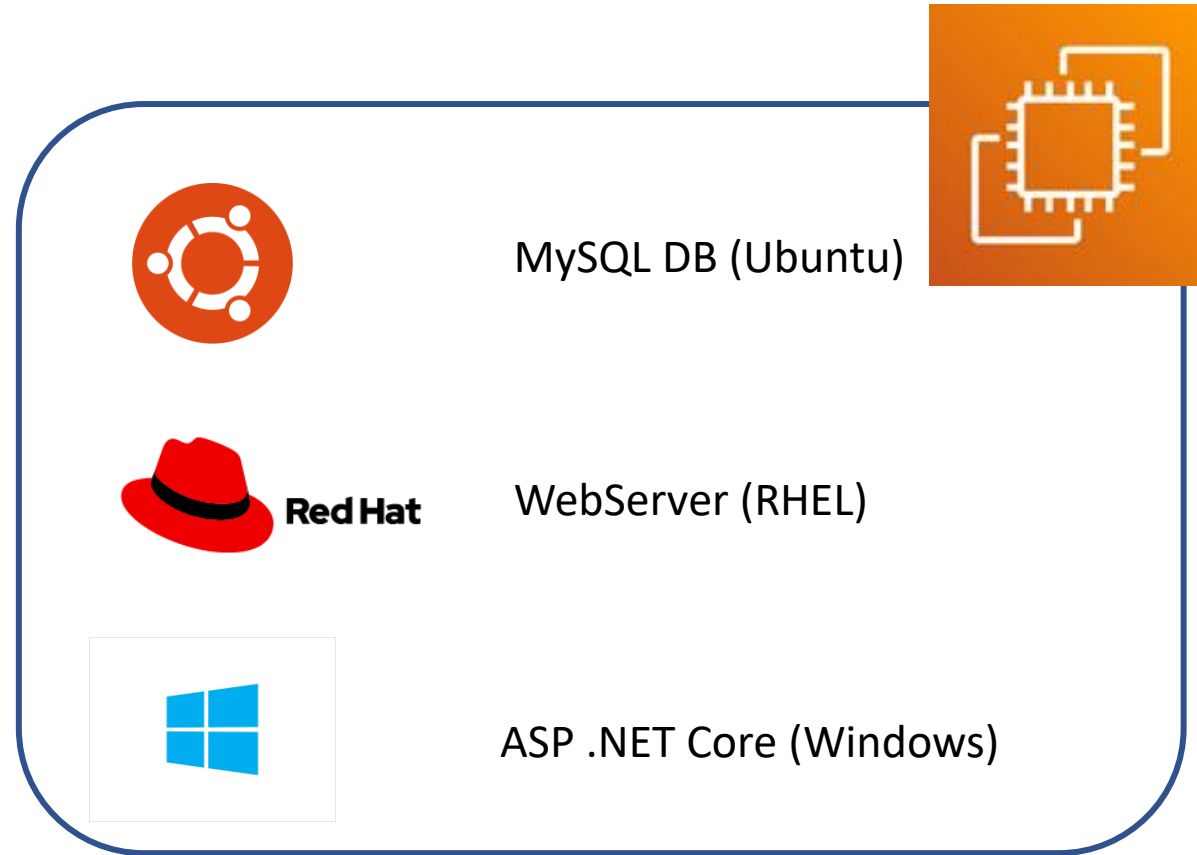 MySQL DB (Ubuntu)
Red Hat
WebServer (RHEL)
ASP .NET Core (Windows)